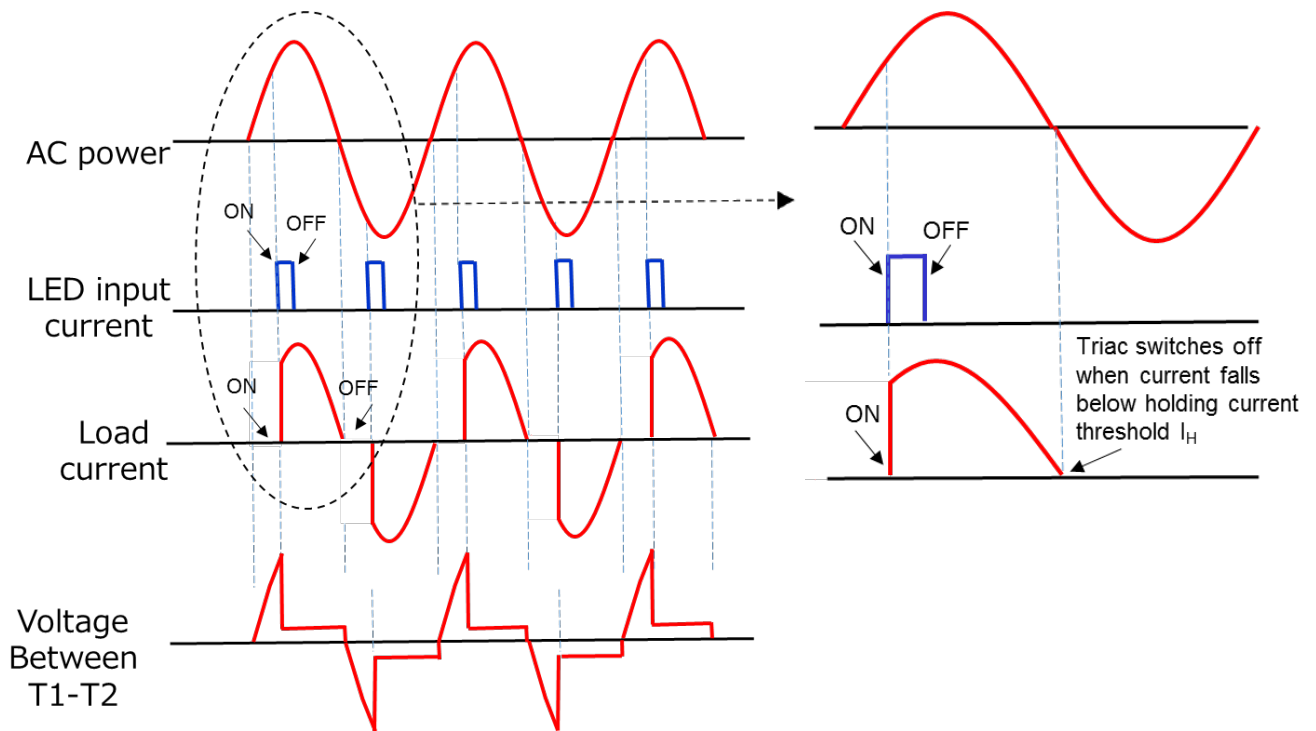 AC power
ON
OFF
LED input
current
ON
OFF
Load
current
Voltage
Between
T1-T2
ON
OFF
ON
Triac switches off
when current falls
below holding current
threshold IH